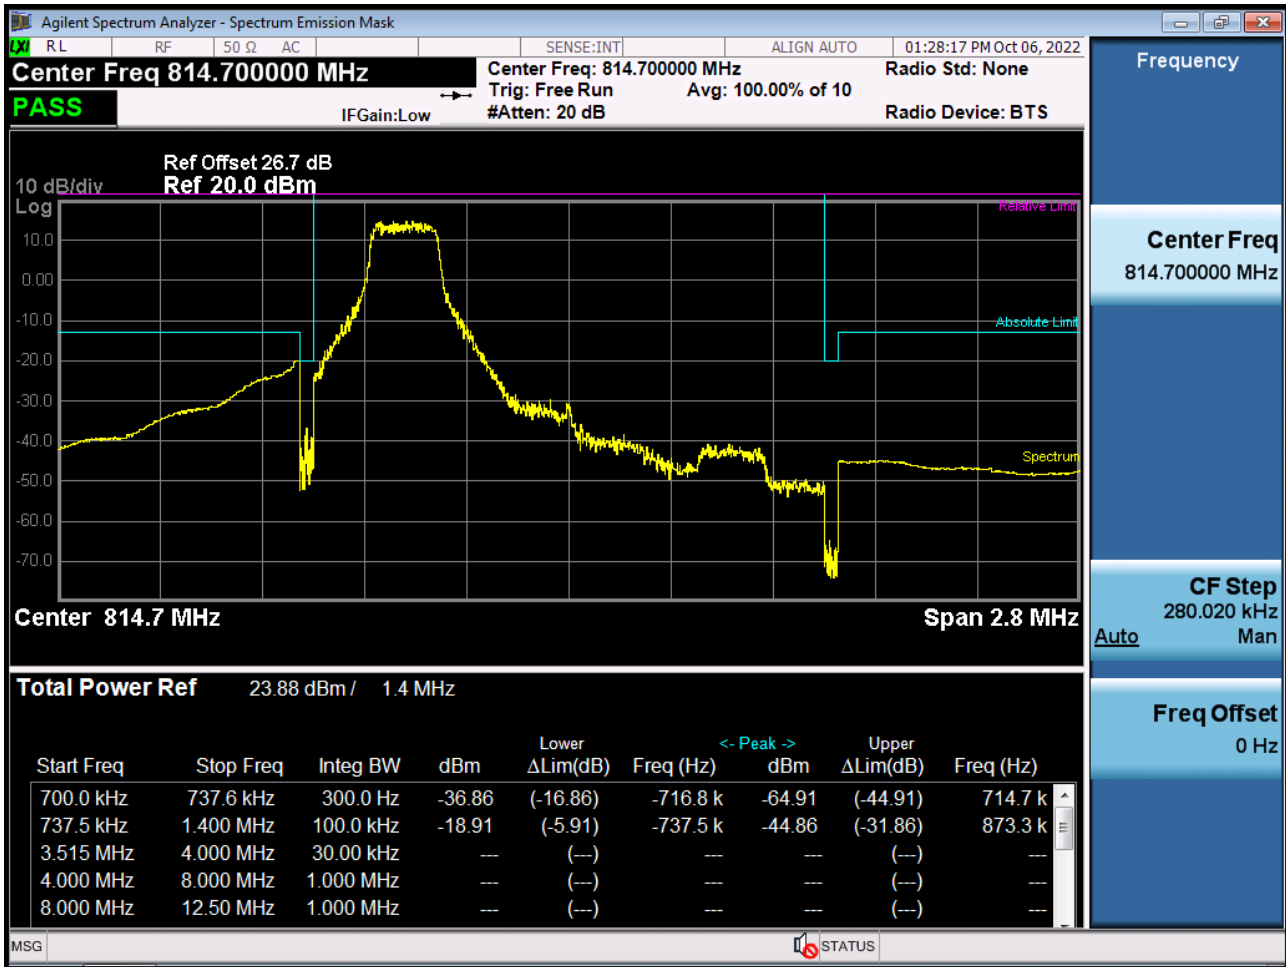 Agilent Spectrum Analyzer - Spectrum Emission Mask
LXI RL RF 50 Ω AC SENSE:INT ALIGN AUTO 01:28:17 PM Oct 06, 2022
Center Freq 814.700000 MHz
Center Freq: 814.700000 MHz
Radio Std: None
Trig: Free Run Avg: 100.00% of 10
PASS
IFGain:Low
#Atten: 20 dB
Radio Device: BTS
Ref Offset 26.7 dB
10 dB/div Ref 20.0 dBm
Log
Relative Limit
10.0
0.00
-10.0
Absolute Limit
-20.0
-30.0
-40.0
Spectrum
-50.0
-60.0
-70.0
Center 814.7 MHz Span 2.8 MHz
Total Power Ref 23.88 dBm / 1.4 MHz
Lower <- Peak -> Upper
Start Freq Stop Freq Integ BW dBm ΔLim(dB) Freq (Hz) dBm ΔLim(dB) Freq (Hz)
700.0 kHz 737.6 kHz 300.0 Hz -36.86 (-16.86) -716.8 k -64.91 (-44.91) 714.7 k
737.5 kHz 1.400 MHz 100.0 kHz -18.91 (-5.91) -737.5 k -44.86 (-31.86) 873.3 k
3.515 MHz 4.000 MHz 30.00 kHz --- (---) --- --- (---) ---
4.000 MHz 8.000 MHz 1.000 MHz --- (---) --- --- (---) ---
8.000 MHz 12.50 MHz 1.000 MHz --- (---) --- --- (---) ---
MSG STATUS
Frequency
Center Freq
814.700000 MHz
CF Step
280.020 kHz
Auto Man
Freq Offset
0 Hz